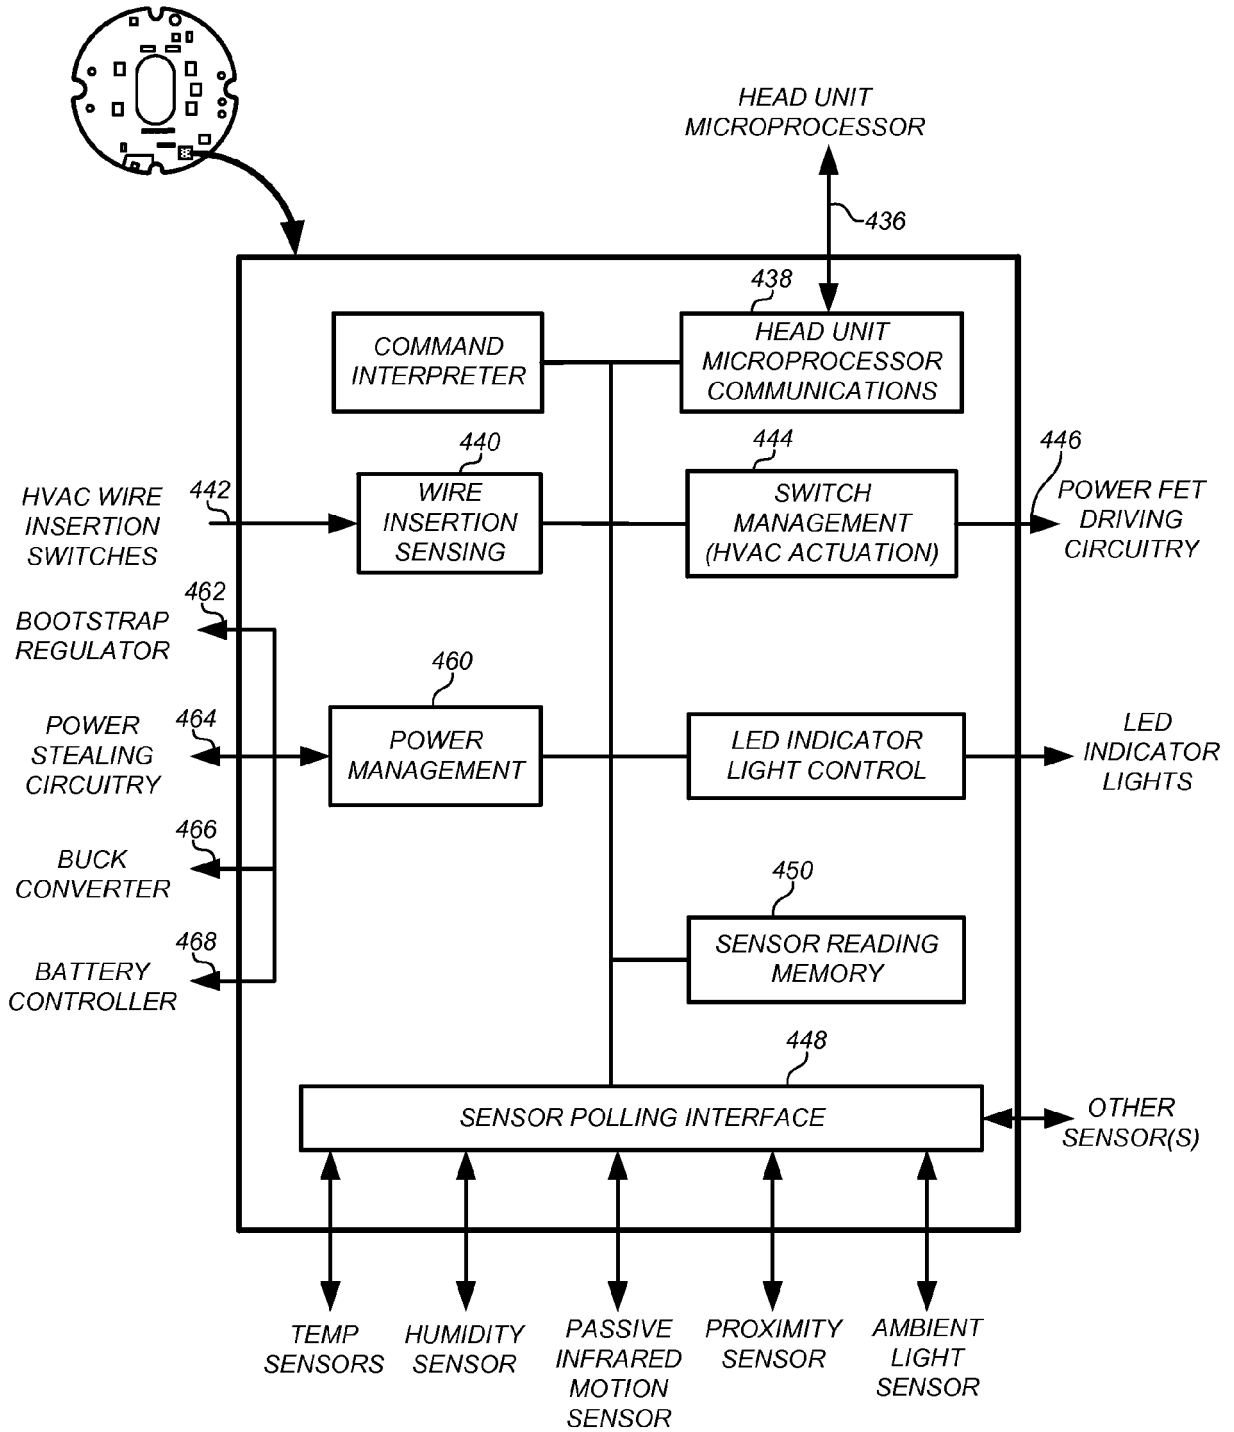 HEAD UNIT
MICROPROCESSOR
436
438
COMMAND
INTERPRETER
HEAD UNIT
MICROPROCESSOR
COMMUNICATIONS
440
444
446
HVAC WIRE
INSERTION
SWITCHES
442
WIRE
INSERTION
SENSING
SWITCH
MANAGEMENT
(HVAC ACTUATION)
POWER FET
DRIVING
CIRCUITRY
462
BOOTSTRAP
REGULATOR
460
464
POWER
STEALING
CIRCUITRY
POWER
MANAGEMENT
LED INDICATOR
LIGHT CONTROL
LED
INDICATOR
LIGHTS
466
BUCK
CONVERTER
450
SENSOR READING
MEMORY
468
BATTERY
CONTROLLER
448
SENSOR POLLING INTERFACE
OTHER
SENSOR(S)
TEMP
SENSORS
HUMIDITY
SENSOR
PASSIVE
INFRARED
MOTION
SENSOR
PROXIMITY
SENSOR
AMBIENT
LIGHT
SENSOR